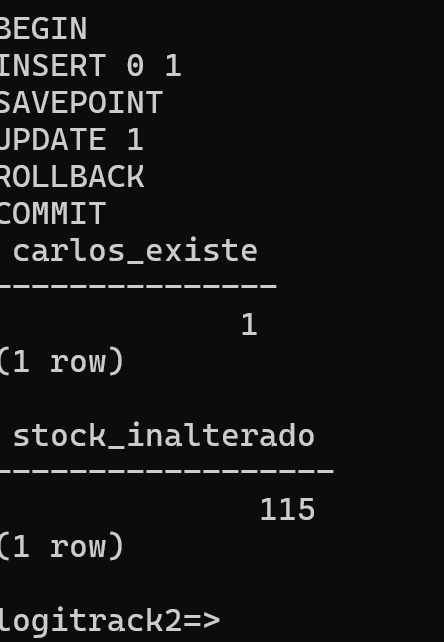 BEGIN
INSERT 0 1
SAVEPOINT
UPDATE 1
ROLLBACK
COMMIT
carlos_existe
---------------
1
(1 row)
stock_inalterado
------------------
115
(1 row)
logitrack2=>